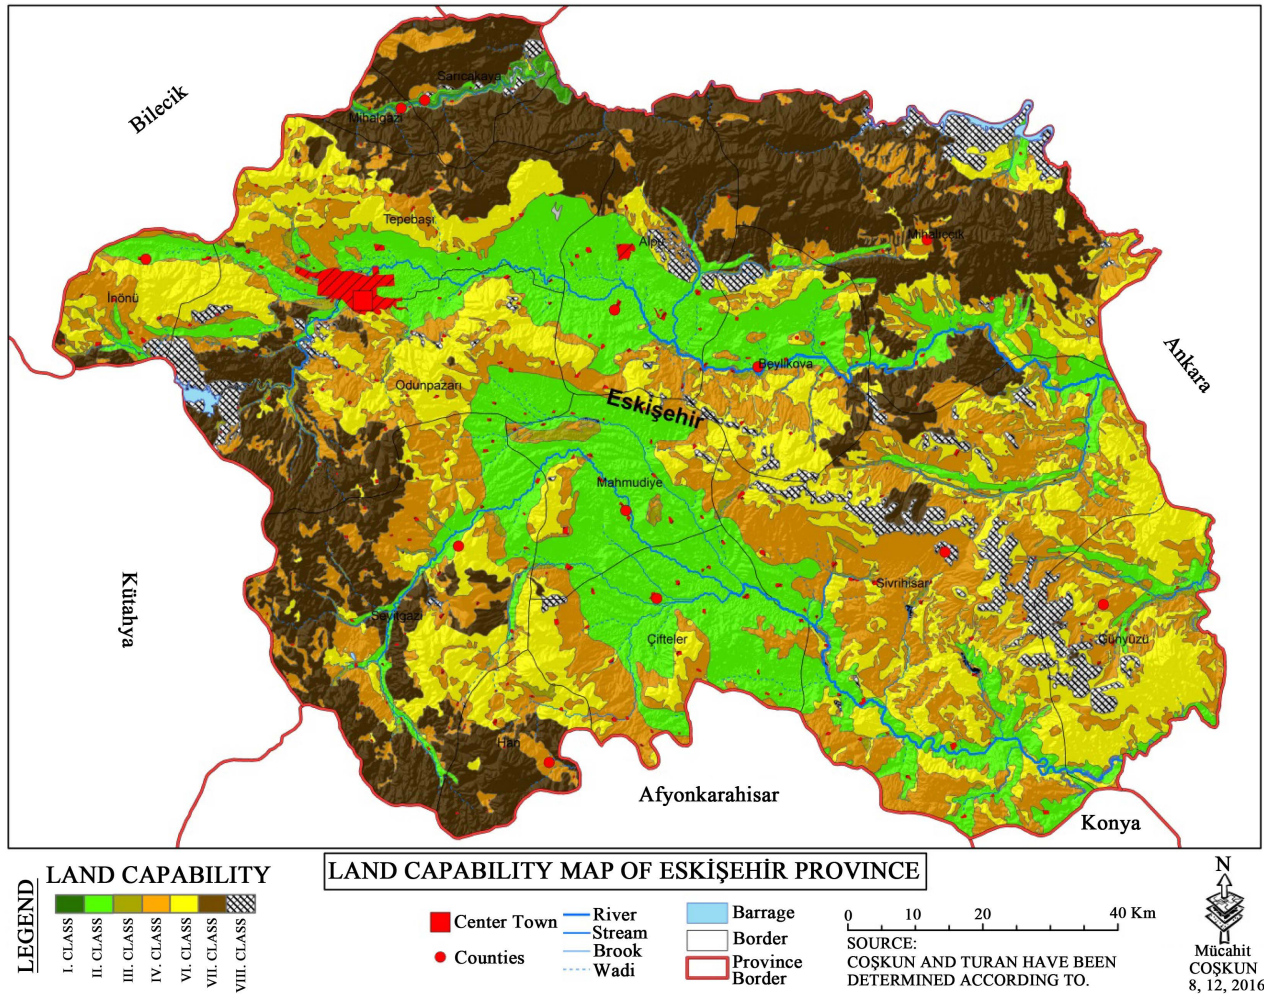 Bilecik
Sarıcakaya
Mihalgazi
Tepebaşı
Alpu
Mihalıccık
İnönü
Ankara
Beylikova
Odunpazarı
Eskişehir
Mahmudiye
Sivrihisar
Kütahya
Seyitgazi
Çifteler
Günyüzü
Han
Afyonkarahisar
Konya
LEGEND
LAND CAPABILITY
I. CLASS
II. CLASS
III. CLASS
IV. CLASS
VI. CLASS
VII. CLASS
VIII. CLASS
LAND CAPABILITY MAP OF ESKİŞEHİR PROVINCE
Center Town
Counties
River
Stream
Brook
Wadi
Barrage
Border
Province
Border
0 10 20 40 Km
SOURCE:
COŞKUN AND TURAN HAVE BEEN
DETERMINED ACCORDING TO.
N
Mücahit
COŞKUN
8, 12, 2016